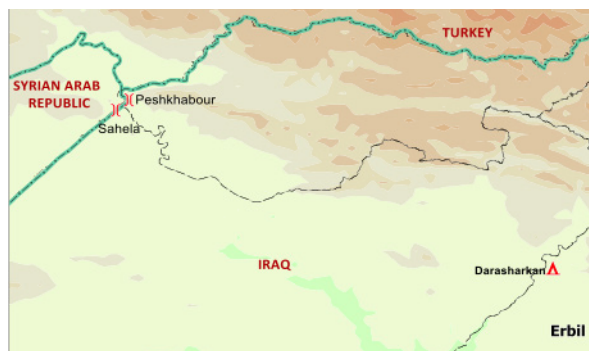 TURKEY
SYRIAN ARAB
REPUBLIC
Peshkhabour
Sahela
IRAQ
Darasharkan
Erbil